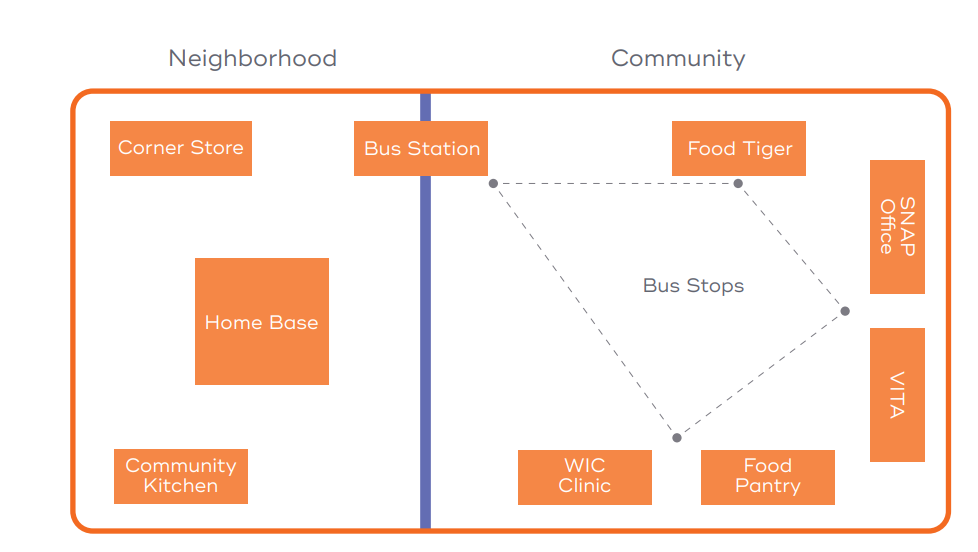 Neighborhood
Community
Corner Store
Bus Station
Food Tiger
SNAP
Office
Bus Stops
Home Base
VITA
Community
Kitchen
WIC
Clinic
Food
Pantry